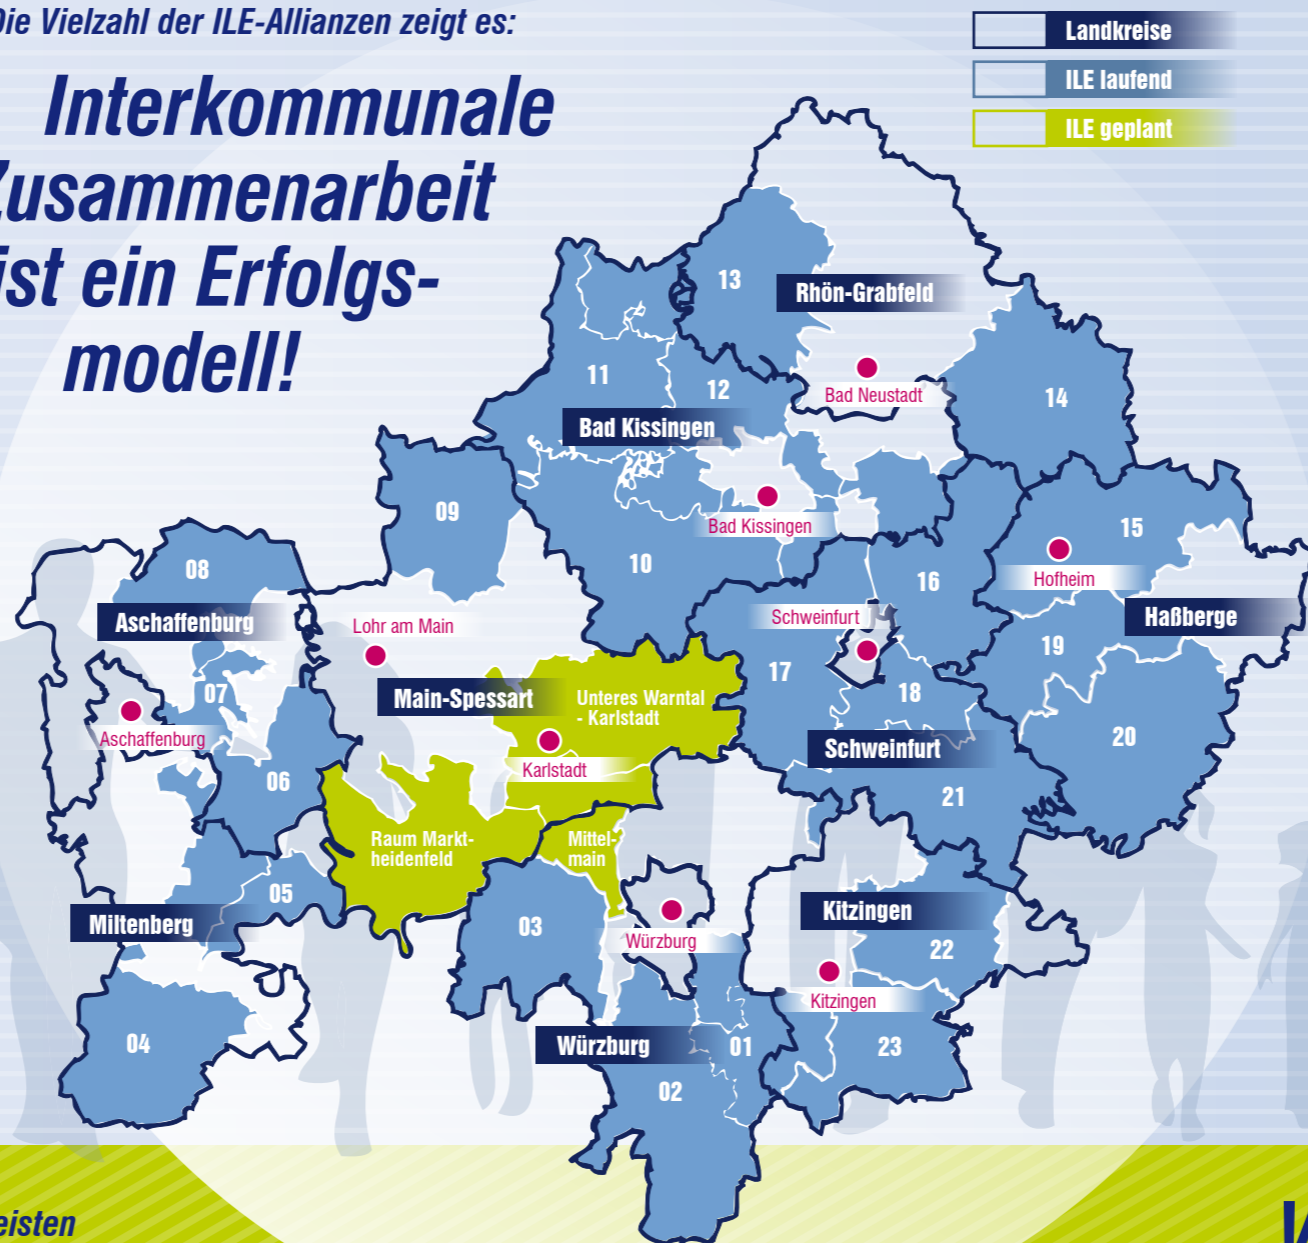 Die Vielzahl der ILE-Allianzen zeigt es:
Interkommunale
Zusammenarbeit
ist ein Erfolgs-
modell!
Landkreise
ILE laufend
ILE geplant
13
Rhön-Grabfeld
Bad Neustadt
11
12
14
Bad Kissingen
09
Bad Kissingen
15
10
Hofheim
08
16
Aschaffenburg
Lohr am Main
Schweinfurt
Haßberge
19
17
07
18
Main-Spessart
Unteres Warntal
- Karlstadt
Aschaffenburg
Karlstadt
Schweinfurt
20
06
21
Raum Markt-
heidenfeld
Mittel-
main
05
Miltenberg
03
Würzburg
Kitzingen
22
Kitzingen
04
Würzburg
01
23
02